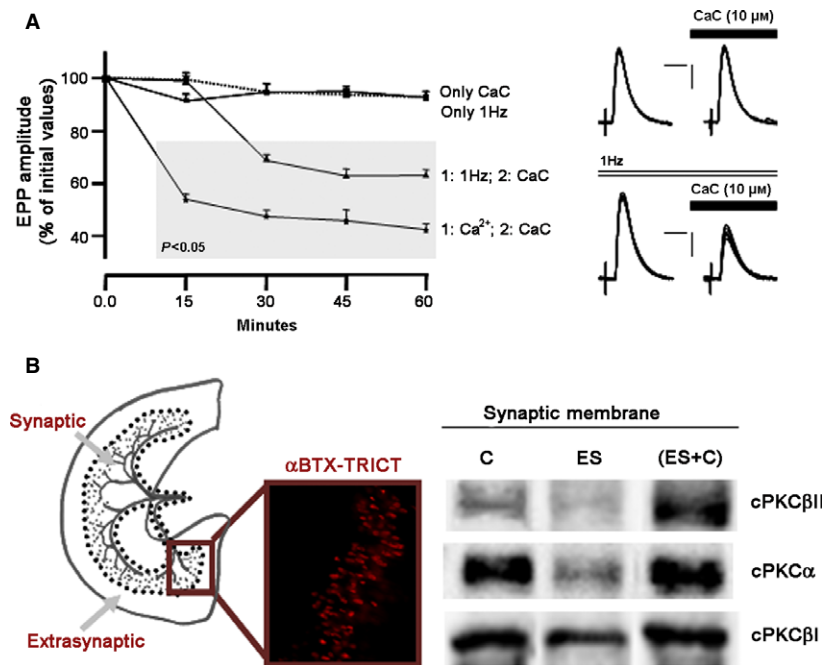 A
EPP amplitude
(% of initial values)
100
80
60
40
P<0.05
0.0
15
30
45
60
Minutes
Only CaC
Only 1Hz
1: 1Hz; 2: CaC
1: Ca²⁺; 2: CaC
CaC (10 μM)
1Hz
CaC (10 μM)
B
Synaptic
Extrasynaptic
αBTX-TRICT
Synaptic membrane
C ES (ES+C)
cPKCβII
cPKCα
cPKCβI